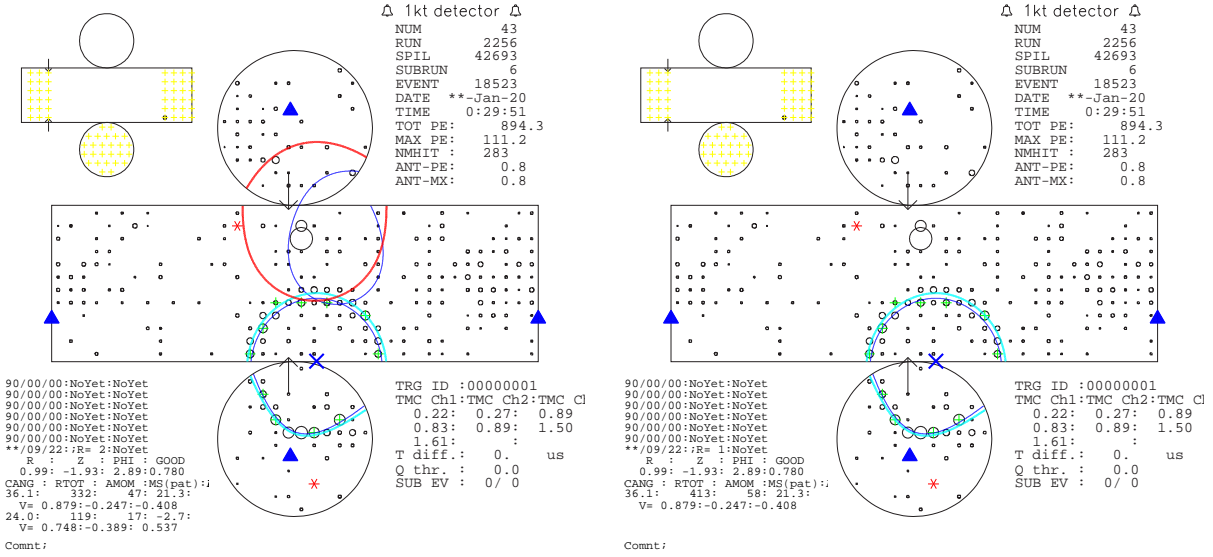 1kt detector
NUM 43
RUN 2256
SPIL 42693
SUBRUN 6
EVENT 18523
DATE **-Jan-20
TIME 0:29:51
TOT PE: 894.3
MAX PE: 111.2
NMHIT : 283
ANT-PE: 0.8
ANT-MX: 0.8
90/00/00:NoYet:NoYet
90/00/00:NoYet:NoYet
90/00/00:NoYet:NoYet
90/00/00:NoYet:NoYet
90/00/00:NoYet:NoYet
90/00/00:NoYet:NoYet
**/09/22:;R= 2:NoYet
R : Z : PHI : GOOD
0.99: -1.93: 2.89:0.780
CANG : RTOT : AMOM :MS(pat):
36.1: 332: 47: 21.3:
V= 0.879:-0.247:-0.408
24.0: 119: 17: -2.7:
V= 0.748:-0.389: 0.537
Comnt;
TRG ID :00000001
TMC Ch1:TMC Ch2:TMC Cl
0.22: 0.27: 0.89
0.83: 0.89: 1.50
1.61: :
T diff.: 0. us
Q thr. : 0.0
SUB EV : 0/ 0
1kt detector
NUM 43
RUN 2256
SPIL 42693
SUBRUN 6
EVENT 18523
DATE **-Jan-20
TIME 0:29:51
TOT PE: 894.3
MAX PE: 111.2
NMHIT : 283
ANT-PE: 0.8
ANT-MX: 0.8
90/00/00:NoYet:NoYet
90/00/00:NoYet:NoYet
90/00/00:NoYet:NoYet
90/00/00:NoYet:NoYet
90/00/00:NoYet:NoYet
90/00/00:NoYet:NoYet
**/09/22:;R= 1:NoYet
R : Z : PHI : GOOD
0.99: -1.93: 2.89:0.780
CANG : RTOT : AMOM :MS(pat):
36.1: 413: 58: 21.3:
V= 0.879:-0.247:-0.408
Comnt;
TRG ID :00000001
TMC Ch1:TMC Ch2:TMC Cl
0.22: 0.27: 0.89
0.83: 0.89: 1.50
1.61: :
T diff.: 0. us
Q thr. : 0.0
SUB EV : 0/ 0